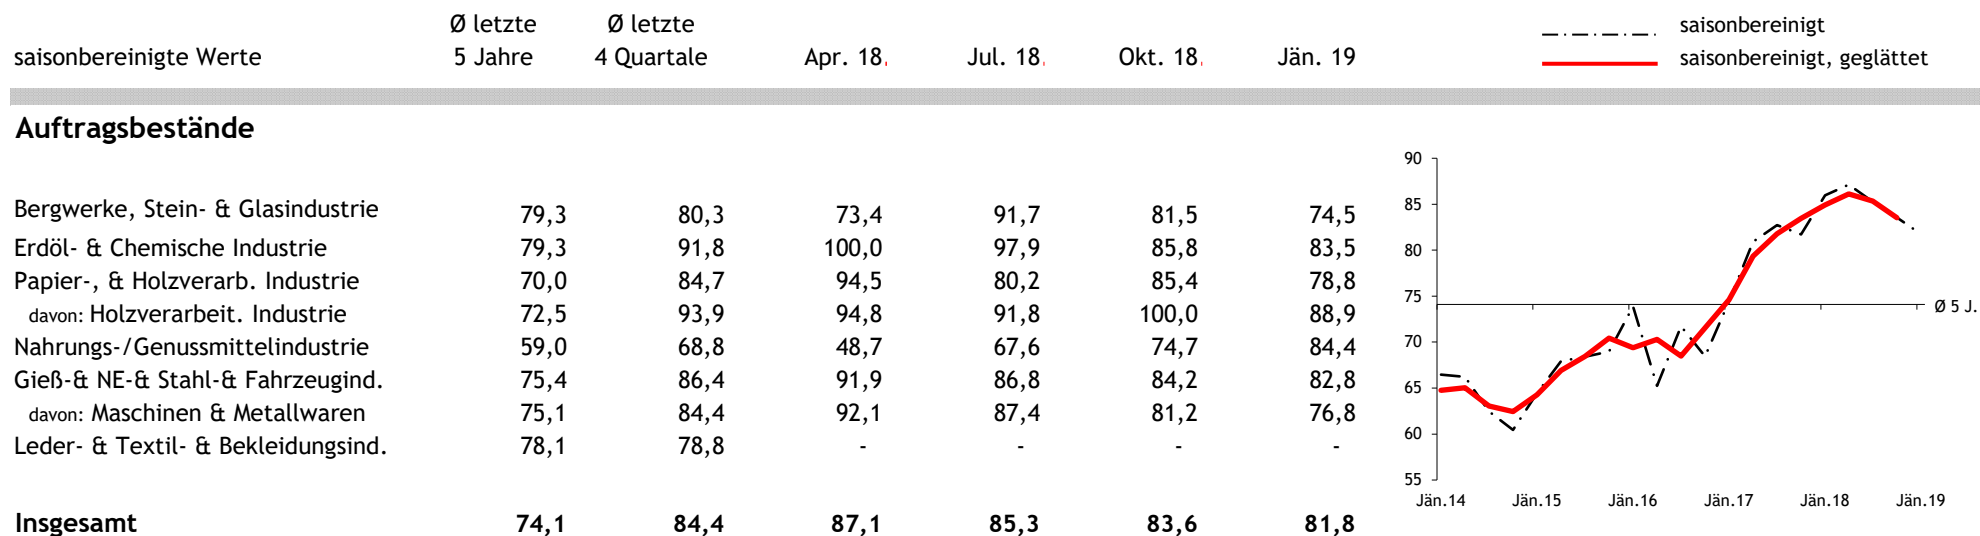 Ø letzte Ø letzte saisonbereinigt
saisonbereinigte Werte 5 Jahre 4 Quartale Apr. 18, Jul. 18, Okt. 18, Jän. 19 saisonbereinigt, geglättet
Auftragsbestände
Bergwerke, Stein- & Glasindustrie 79,3 80,3 73,4 91,7 81,5 74,5
Erdöl- & Chemische Industrie 79,3 91,8 100,0 97,9 85,8 83,5
Papier-, & Holzverarb. Industrie 70,0 84,7 94,5 80,2 85,4 78,8
davon: Holzverarbeit. Industrie 72,5 93,9 94,8 91,8 100,0 88,9
Nahrungs-/Genussmittelindustrie 59,0 68,8 48,7 67,6 74,7 84,4
Gieß-& NE-& Stahl-& Fahrzeugind. 75,4 86,4 91,9 86,8 84,2 82,8
davon: Maschinen & Metallwaren 75,1 84,4 92,1 87,4 81,2 76,8
Leder- & Textil- & Bekleidungsind. 78,1 78,8 - - - -
Insgesamt 74,1 84,4 87,1 85,3 83,6 81,8
90
85
80
75
Ø 5 J.
70
65
60
55
Jän.14 Jän.15 Jän.16 Jän.17 Jän.18 Jän.19